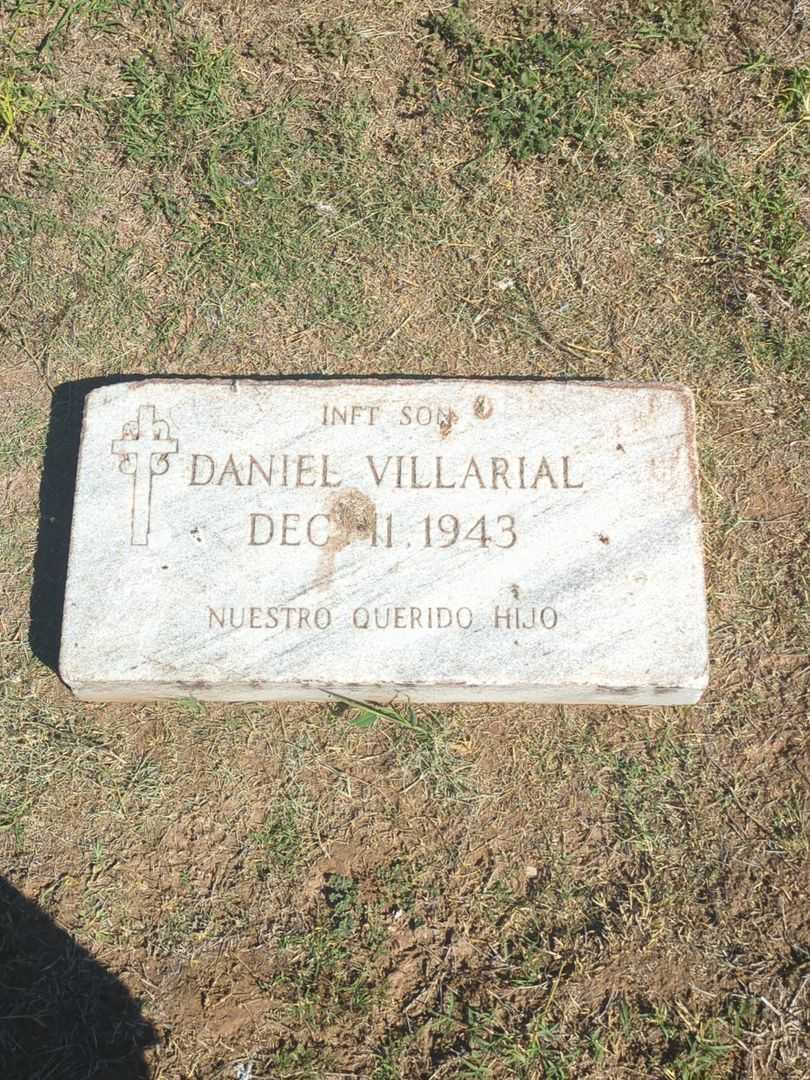 INFT SON
DANIEL VILLARIAL
DEC. 11, 1943
NUESTRO QUERIDO HIJO